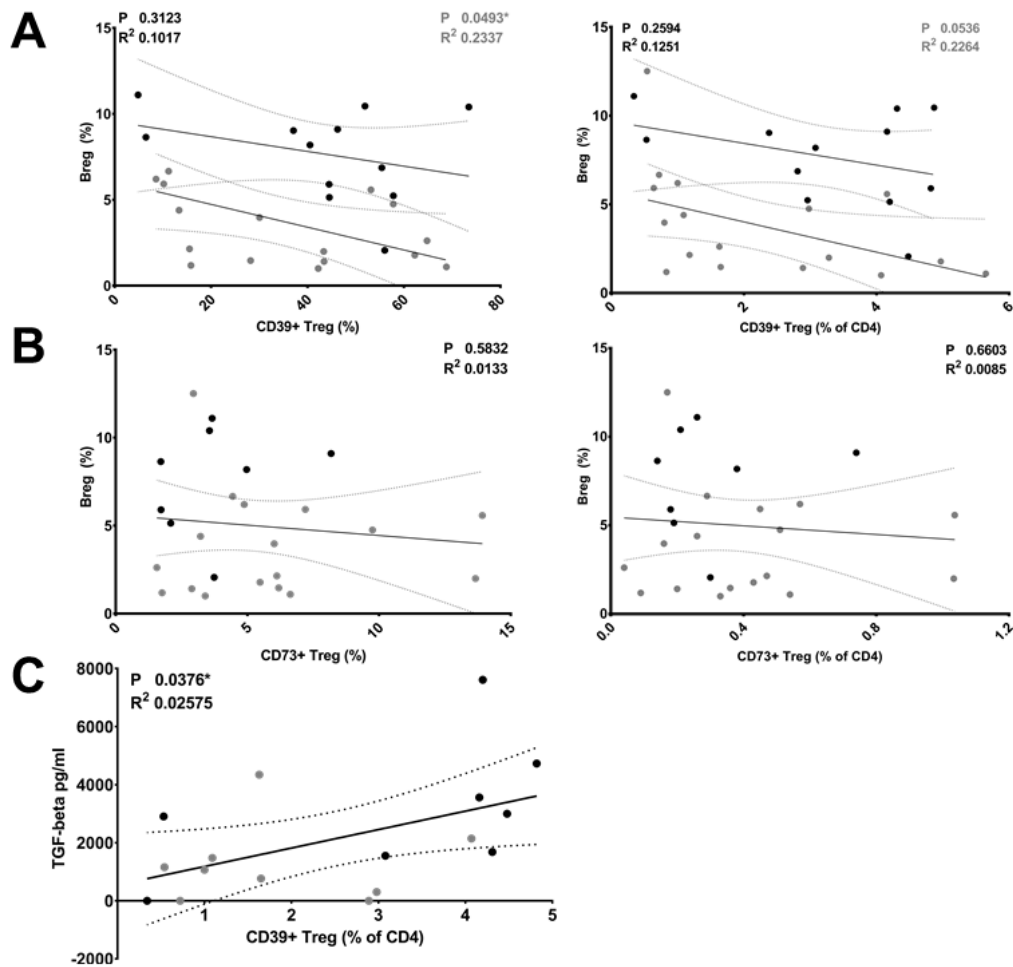 A
P 0.3123
R2 0.1017
P 0.0493*
R2 0.2337
15
10
5
0
Breg (%)
0
20
40
60
80
CD39+ Treg (%)
P 0.2594
R2 0.1251
P 0.0536
R2 0.2264
15
10
5
0
Breg (%)
0
2
4
6
CD39+ Treg (% of CD4)
B
P 0.5832
R2 0.0133
15
10
5
0
Breg (%)
0
5
10
15
CD73+ Treg (%)
P 0.6603
R2 0.0085
15
10
5
0
Breg (%)
0.0
0.4
0.8
1.2
CD73+ Treg (% of CD4)
C
P 0.0376*
R2 0.02575
8000
6000
4000
2000
0
-2000
TGF-beta pg/ml
1
2
3
4
5
CD39+ Treg (% of CD4)